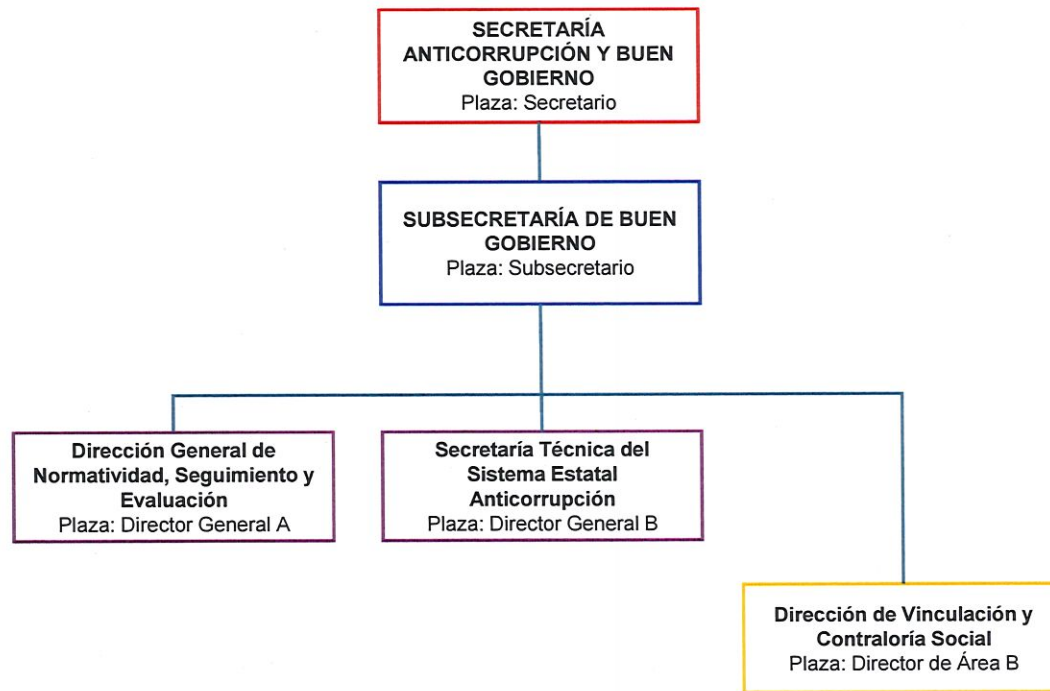 SECRETARÍA
ANTICORRUPCIÓN Y BUEN
GOBIERNO
Plaza: Secretario
SUBSECRETARÍA DE BUEN
GOBIERNO
Plaza: Subsecretario
Dirección General de
Normatividad, Seguimiento y
Evaluación
Plaza: Director General A
Secretaría Técnica del
Sistema Estatal
Anticorrupción
Plaza: Director General B
Dirección de Vinculación y
Contraloría Social
Plaza: Director de Área B